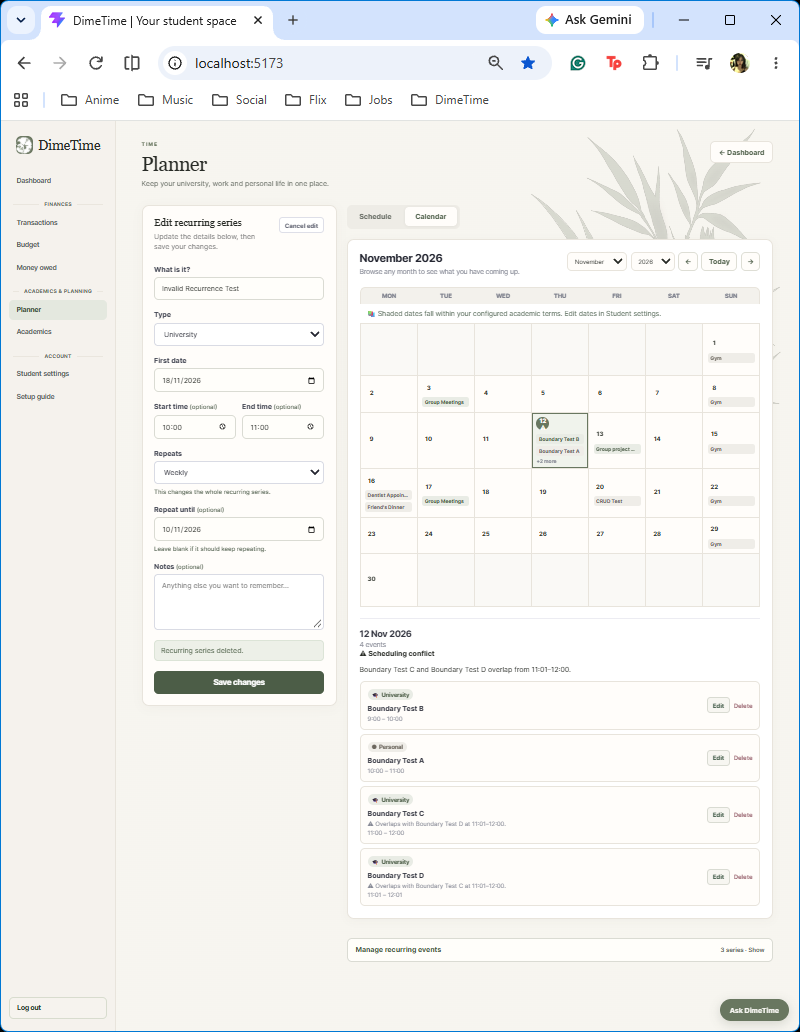 DimeTime | Your student space
Ask Gemini
localhost:5173
Anime
Music
Social
Flix
Jobs
DimeTime
DimeTime
Dashboard
FINANCES
Transactions
Budget
Money owed
ACADEMICS & PLANNING
Planner
Academics
ACCOUNT
Student settings
Setup guide
Log out
TIME
Planner
Keep your university, work and personal life in one place.
← Dashboard
Edit recurring series
Cancel edit
Update the details below, then
save your changes.
What is it?
Invalid Recurrence Test
Type
University
First date
18/11/2026
Start time (optional)
End time (optional)
10:00
11:00
Repeats
Weekly
This changes the whole recurring series.
Repeat until (optional)
10/11/2026
Leave blank if it should keep repeating.
Notes (optional)
Anything else you want to remember...
Recurring series deleted.
Save changes
Schedule
Calendar
November 2026
Browse any month to see what you have coming up.
November
2026
←
Today
→
MON TUE WED THU FRI SAT SUN
Shaded dates fall within your configured academic terms. Edit dates in Student settings.
1
Gym
2 3 4 5 6 7 8
Group Meetings
Gym
9 10 11 12 13 14 15
Boundary Test B
Boundary Test A
+2 more
Group project ...
Gym
16 17 18 19 20 21 22
Dentist Appoin...
Friend's Dinner
Group Meetings
CRUD Test
Gym
23 24 25 26 27 28 29
Gym
30
12 Nov 2026
4 events
Scheduling conflict
Boundary Test C and Boundary Test D overlap from 11:01–12:00.
University
Boundary Test B
9:00 – 10:00
Edit
Delete
Personal
Boundary Test A
10:00 – 11:00
Edit
Delete
University
Boundary Test C
Overlaps with Boundary Test D at 11:01–12:00.
11:00 – 12:00
Edit
Delete
University
Boundary Test D
Overlaps with Boundary Test C at 11:01–12:00.
11:01 – 12:01
Edit
Delete
Manage recurring events
3 series · Show
Ask DimeTime